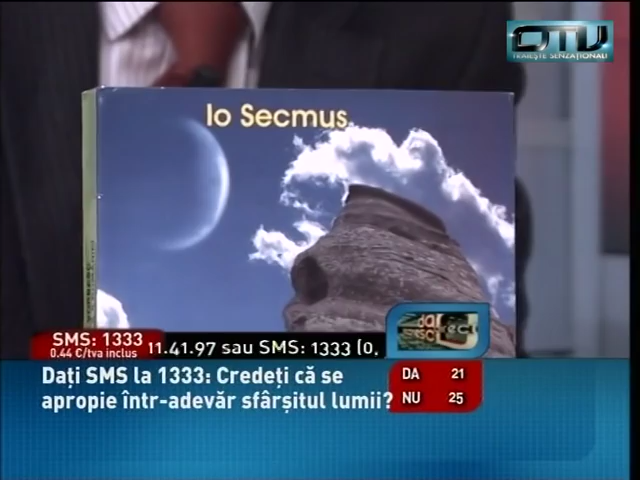 OTV
TRĂIEȘTE SENZAȚIONAL!
Io Secmus
SMS: 1333
0.44 €/tva inclus
11.41.97 sau SMS: 1333 (0,
Dați SMS la 1333: Credeți că se
apropie într-adevăr sfârșitul lumii?
DA 21
NU 25